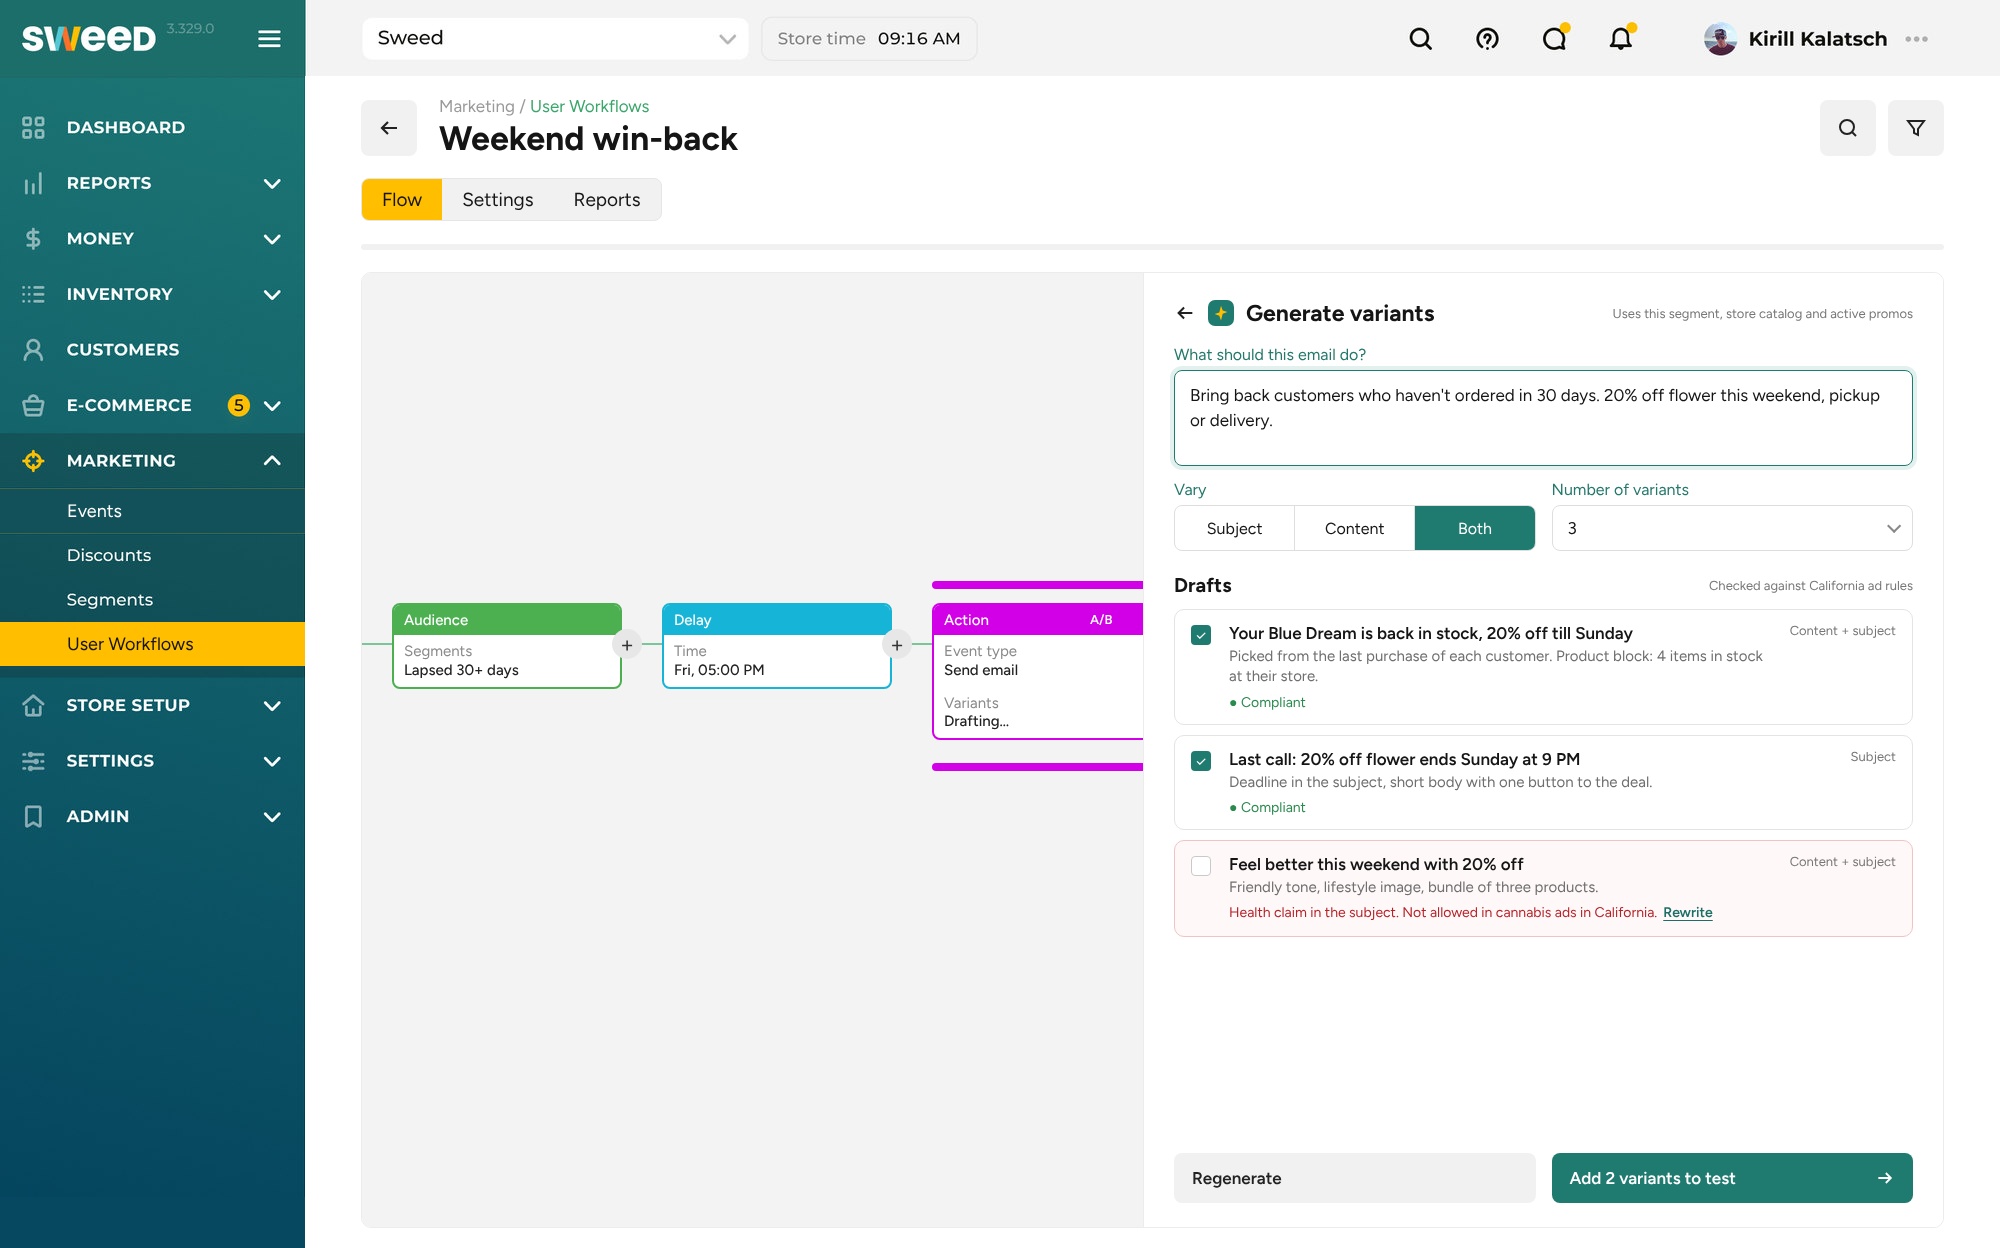 SWEED
3.329.0
Sweed
Store time 09:16 AM
Kirill Kalatsch
DASHBOARD
REPORTS
MONEY
INVENTORY
CUSTOMERS
E-COMMERCE 5
MARKETING
Events
Discounts
Segments
User Workflows
STORE SETUP
SETTINGS
ADMIN
Marketing / User Workflows
Weekend win-back
Flow
Settings
Reports
Audience
Segments
Lapsed 30+ days
+
Delay
Time
Fri, 05:00 PM
+
Action A/B
Event type
Send email
Variants
Drafting...
Generate variants
Uses this segment, store catalog and active promos
What should this email do?
Bring back customers who haven't ordered in 30 days. 20% off flower this weekend, pickup
or delivery.
Vary
Subject
Content
Both
Number of variants
3
Drafts
Checked against California ad rules
Your Blue Dream is back in stock, 20% off till Sunday
Content + subject
Picked from the last purchase of each customer. Product block: 4 items in stock
at their store.
Compliant
Last call: 20% off flower ends Sunday at 9 PM
Subject
Deadline in the subject, short body with one button to the deal.
Compliant
Feel better this weekend with 20% off
Content + subject
Friendly tone, lifestyle image, bundle of three products.
Health claim in the subject. Not allowed in cannabis ads in California. Rewrite
Regenerate
Add 2 variants to test